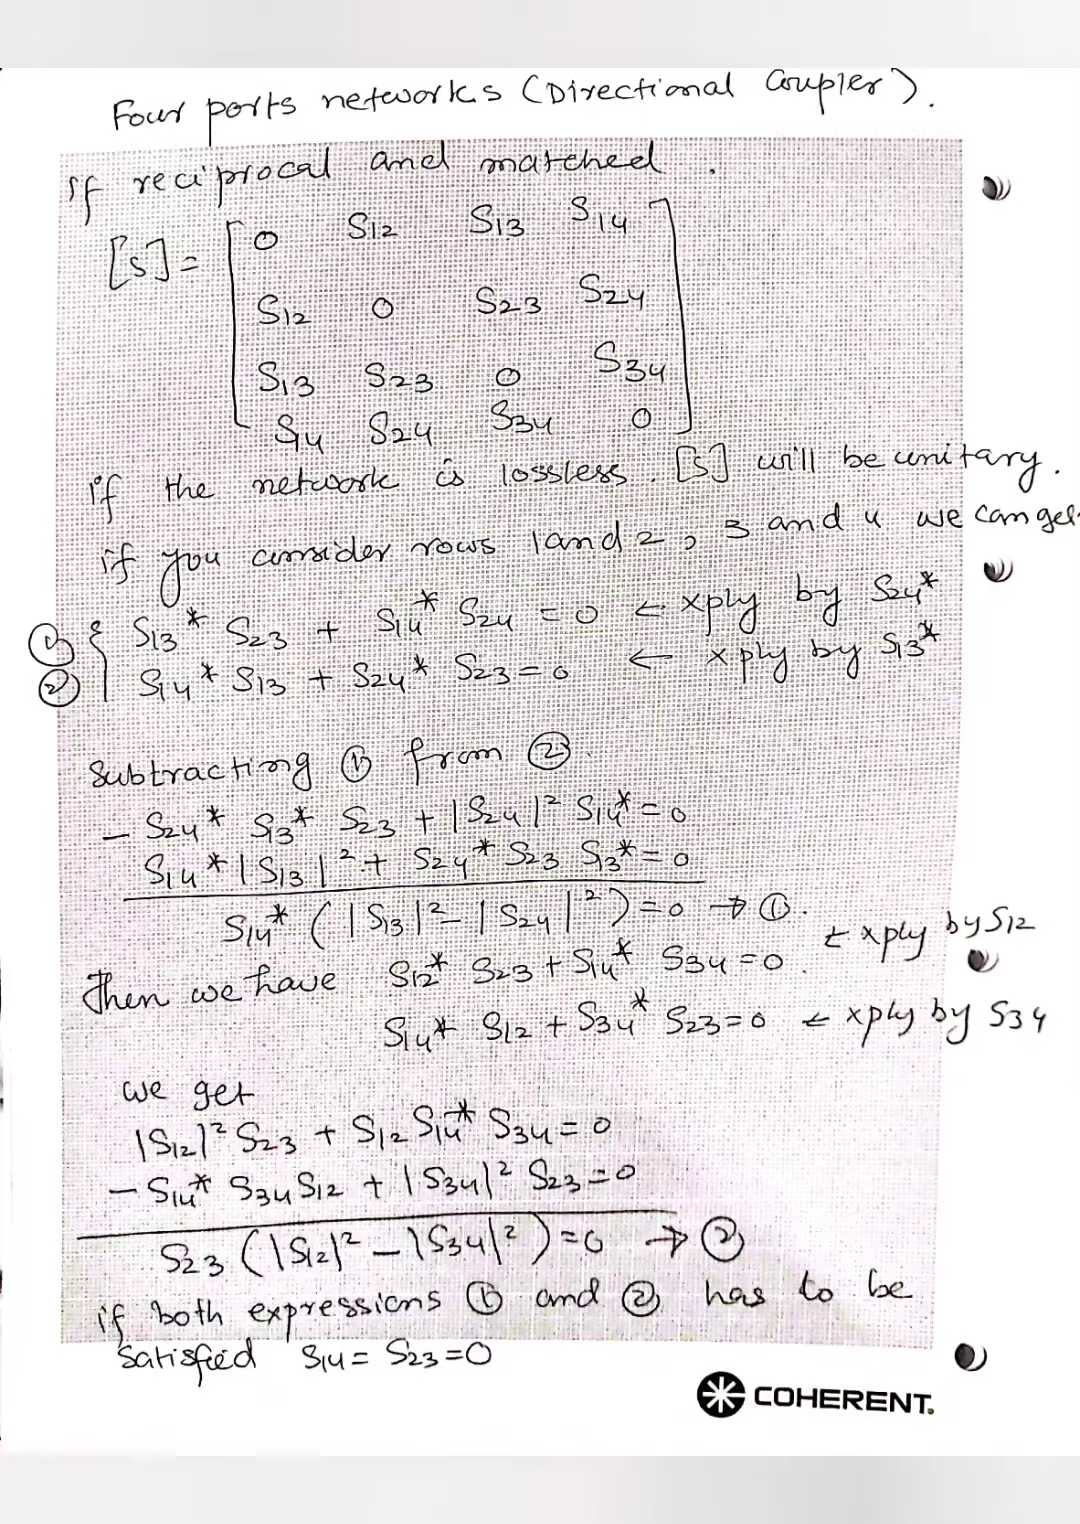 Four ports networks (Directional Coupler).
If reciprocal and matched.
[S] = [ 0 S12 S13 S14
S12 0 S23 S24
S13 S23 0 S34
S14 S24 S34 0 ]
if the network is lossless. [S] will be unitary.
if you consider rows 1 and 2, 3 and 4 we can get
① { S13* S23 + S14* S24 = 0 ← xply by S24*
② { S14* S13 + S24* S23 = 0 ← xply by S13*
Subtracting ① from ②.
- S24* S13* S23 + |S24|² S14* = 0
S14* |S13|² + S24* S23 S13* = 0
S14* (|S13|² - |S24|²) = 0 → ①.
Then we have S12* S23 + S14* S34 = 0. ← xply by S12
S14* S12 + S34* S23 = 0 ← xply by S34
we get
|S12|² S23 + S12 S14* S34 = 0
- S14* S34 S12 + |S34|² S23 = 0
S23 (|S12|² - |S34|²) = 0 → ②
if both expressions ① and ② has to be
satisfied S14 = S23 = 0
COHERENT.